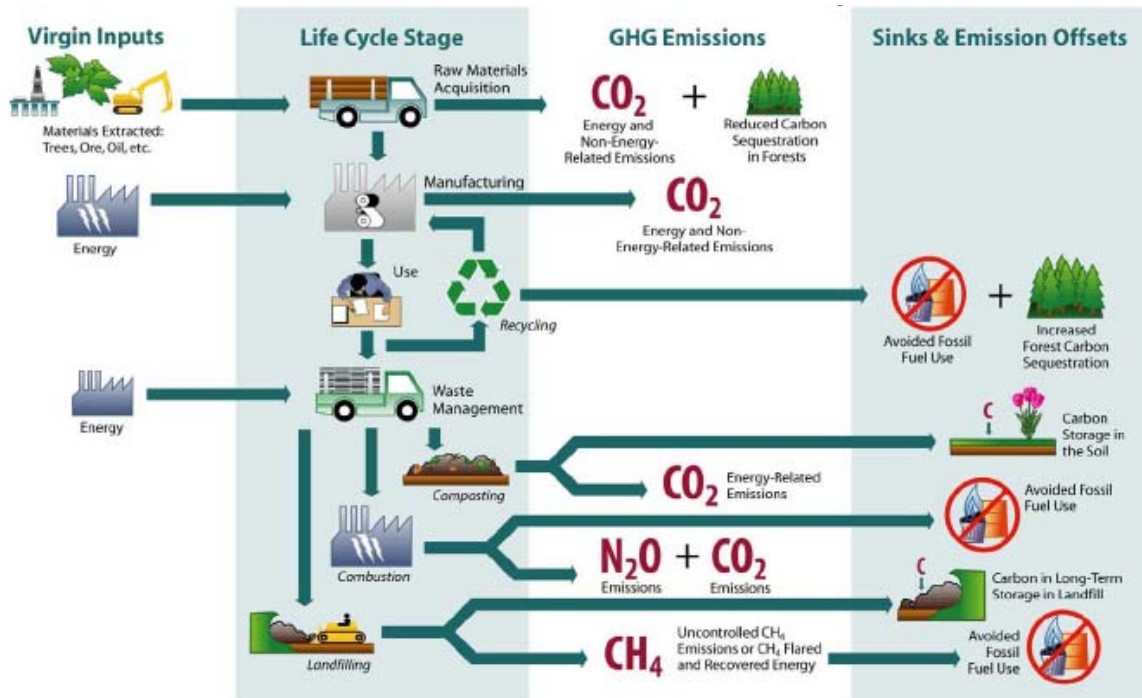 Virgin Inputs
Life Cycle Stage
GHG Emissions
Sinks & Emission Offsets
Materials Extracted:
Trees, Ore, Oil, etc.
Raw Materials
Acquisition
CO₂
Energy and
Non-Energy-
Related Emissions
+
Reduced Carbon
Sequestration
in Forests
Energy
Manufacturing
CO₂
Energy and Non-
Energy-Related Emissions
Use
Recycling
Avoided Fossil
Fuel Use
+
Increased
Forest Carbon
Sequestration
Energy
Waste
Management
Composting
C
Carbon
Storage in
the Soil
CO₂
Energy-Related
Emissions
Combustion
Avoided Fossil
Fuel Use
N₂O
Emissions
+
CO₂
Emissions
Landfilling
C
Carbon in Long-Term
Storage in Landfill
CH₄
Uncontrolled CH₄
Emissions or CH₄ Flared
and Recovered Energy
Avoided
Fossil
Fuel Use